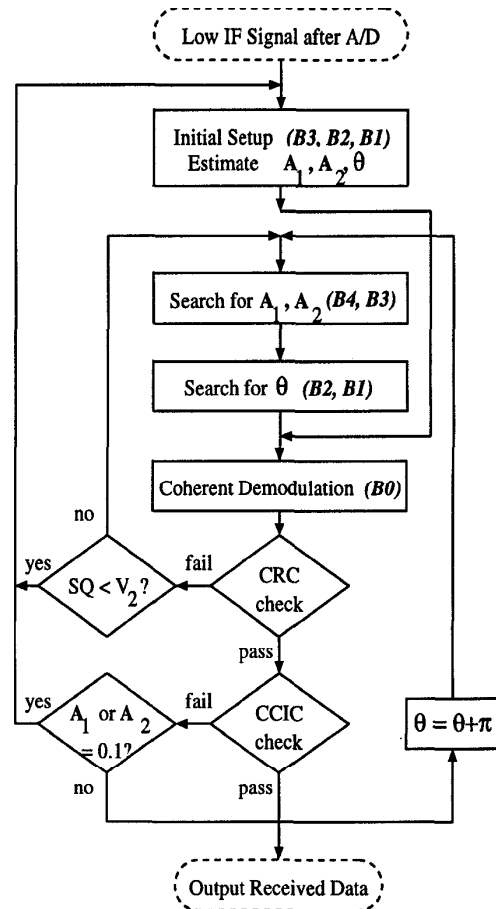 Low IF Signal after A/D
Initial Setup (B3, B2, B1)
Estimate A1 , A2, θ
Search for A1 , A2 (B4, B3)
Search for θ (B2, B1)
Coherent Demodulation (B0)
no
yes
SQ < V2?
fail
CRC
check
pass
yes
A1 or A2
= 0.1?
fail
CCIC
check
θ = θ+π
no
pass
Output Received Data